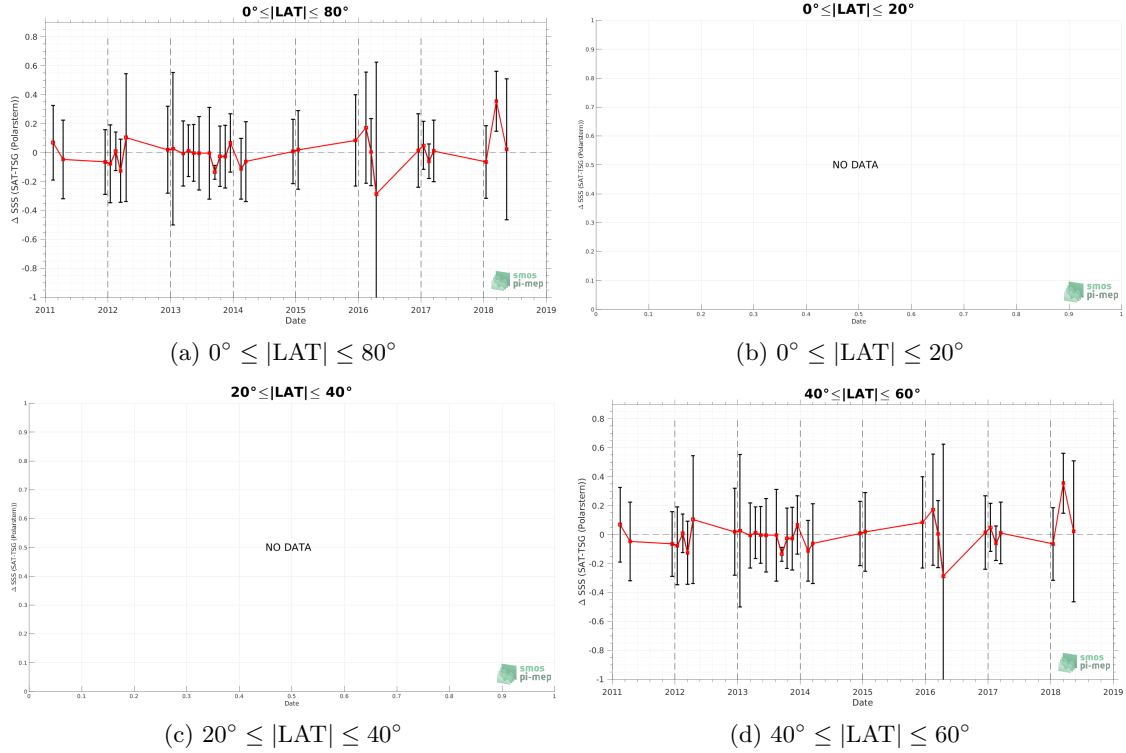 0°≤|LAT|≤ 80°
Δ SSS (SAT-TSG (Polarstern))
0.8
0.6
0.4
0.2
0
-0.2
-0.4
-0.6
-0.8
-1
2011 2012 2013 2014 2015 2016 2017 2018 2019
Date
smos
pi-mep
(a) 0° ≤ |LAT| ≤ 80°
0°≤|LAT|≤ 20°
Δ SSS (SAT-TSG (Polarstern))
1
0.9
0.8
0.7
0.6
0.5
0.4
0.3
0.2
0.1
0
NO DATA
0 0.1 0.2 0.3 0.4 0.5 0.6 0.7 0.8 0.9 1
Date
smos
pi-mep
(b) 0° ≤ |LAT| ≤ 20°
20°≤|LAT|≤ 40°
Δ SSS (SAT-TSG (Polarstern))
1
0.9
0.8
0.7
0.6
0.5
0.4
0.3
0.2
0.1
0
NO DATA
0 0.1 0.2 0.3 0.4 0.5 0.6 0.7 0.8 0.9 1
Date
smos
pi-mep
(c) 20° ≤ |LAT| ≤ 40°
40°≤|LAT|≤ 60°
Δ SSS (SAT-TSG (Polarstern))
0.8
0.6
0.4
0.2
0
-0.2
-0.4
-0.6
-0.8
-1
2011 2012 2013 2014 2015 2016 2017 2018 2019
Date
smos
pi-mep
(d) 40° ≤ |LAT| ≤ 60°